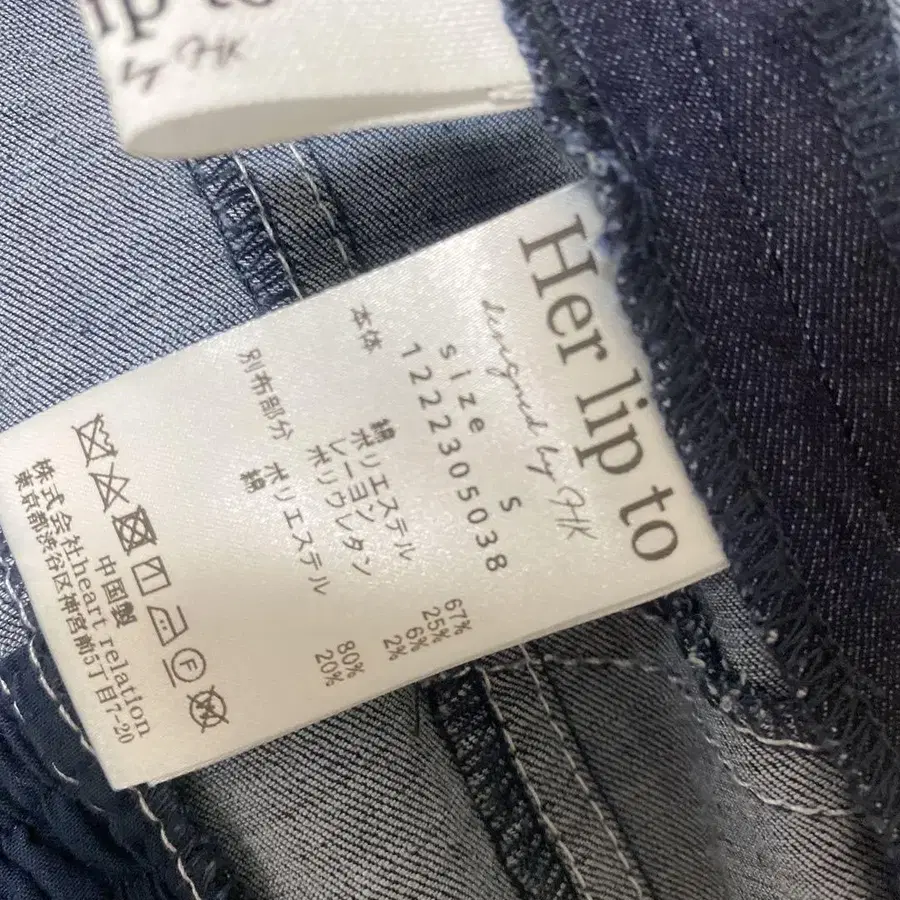 lip to
Her lip to
designed by AK
size S
1222305038
本体 綿 67%
ポリエステル 25%
レーヨン 6%
ポリウレタン 2%
別布部分 ポリエステル 80%
綿 20%
F
中国製
株式会社heart relation
東京都渋谷区神宮前5丁目7-20